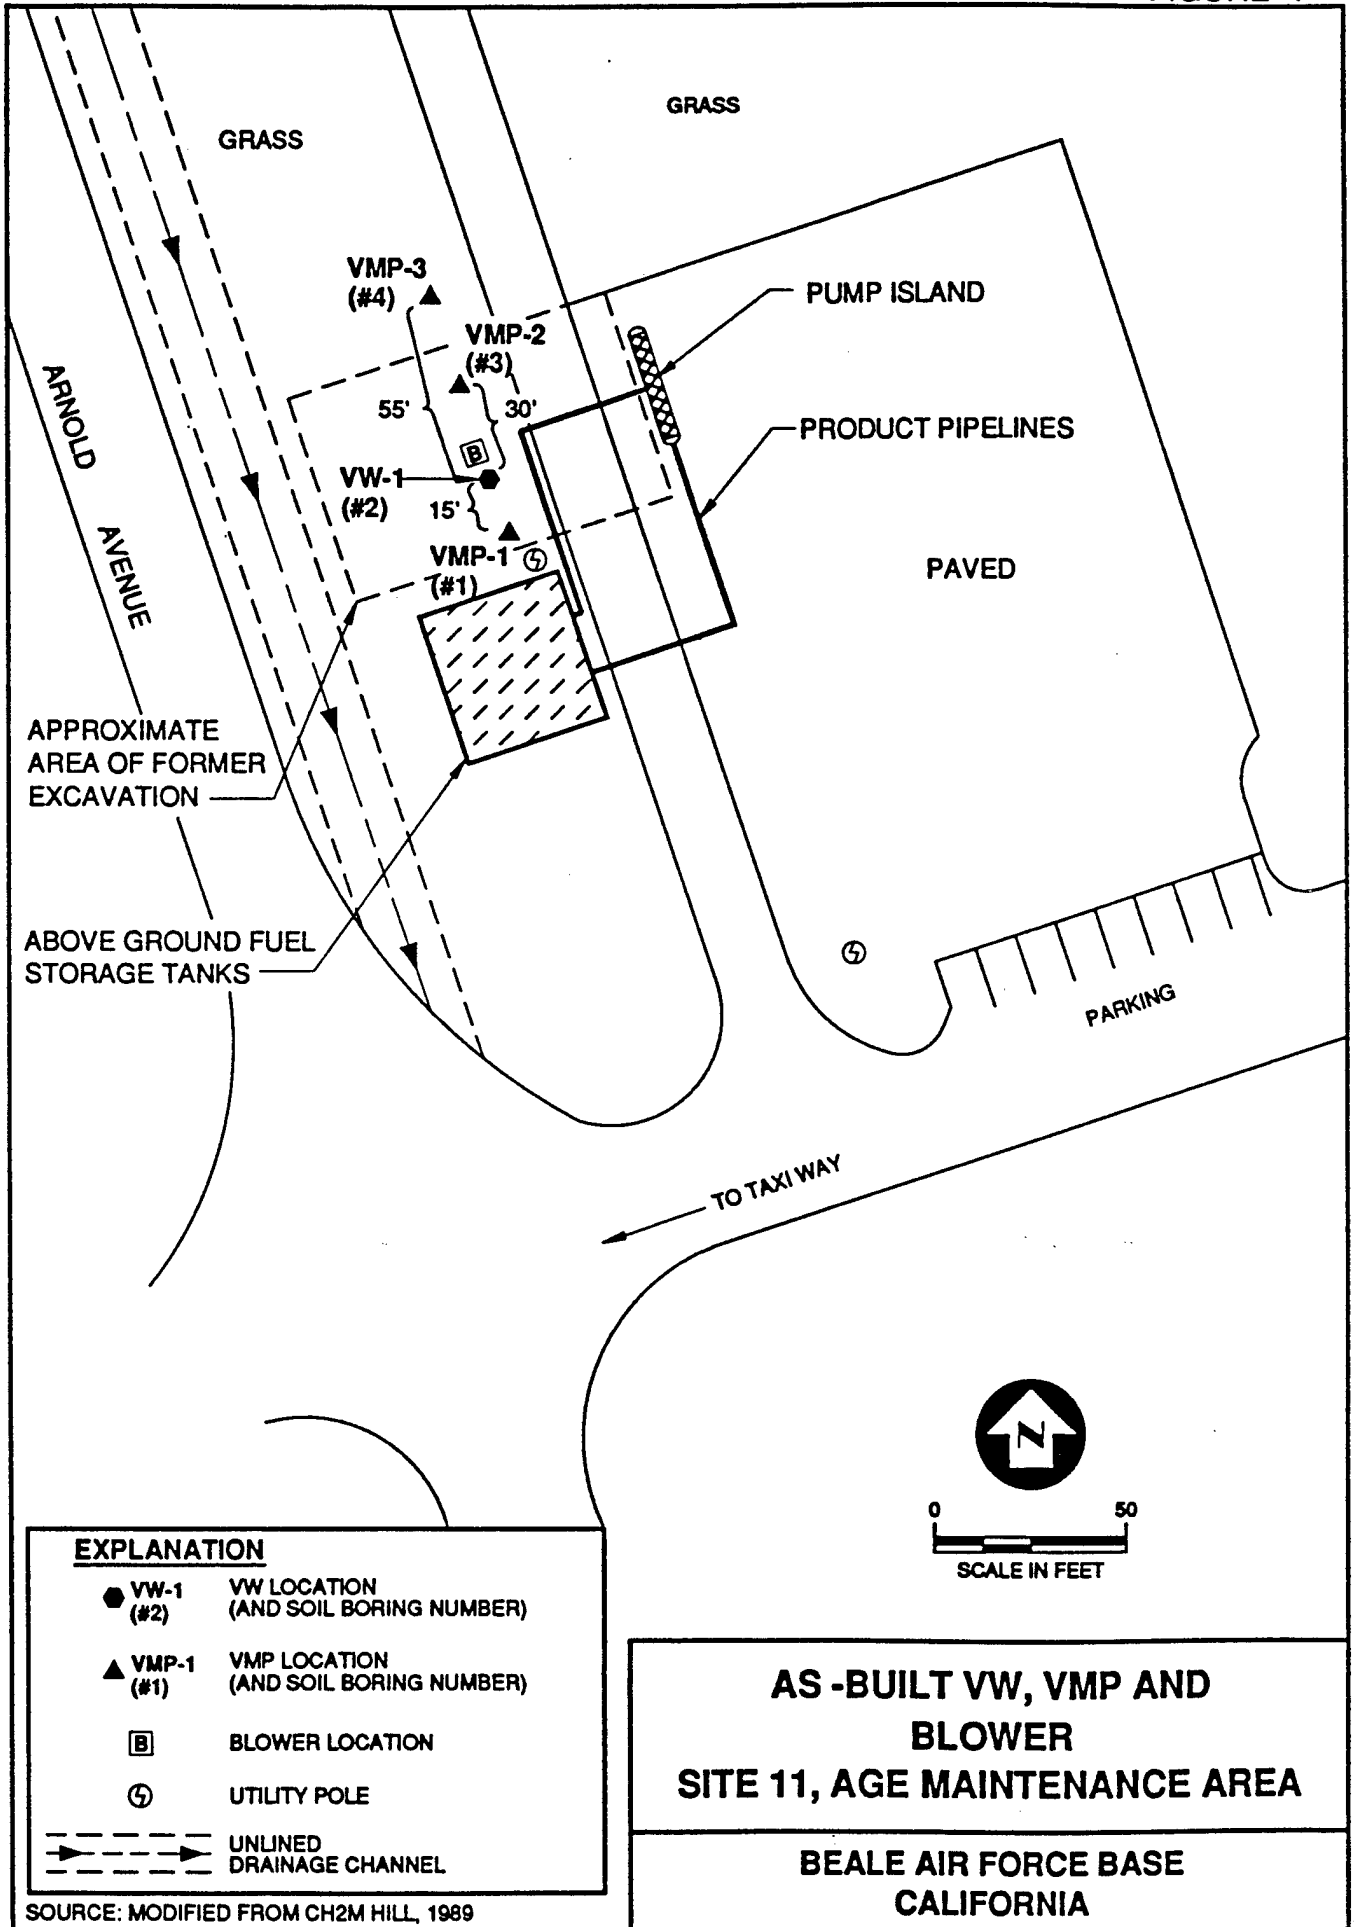 GRASS
GRASS
VMP-3
(#4)
VMP-2
(#3)
PUMP ISLAND
55'
30'
ARNOLD
AVENUE
B
PRODUCT PIPELINES
VW-1
(#2)
15'
VMP-1
(#1)
PAVED
APPROXIMATE
AREA OF FORMER
EXCAVATION
ABOVE GROUND FUEL
STORAGE TANKS
PARKING
TO TAXI WAY
N
0 50
SCALE IN FEET
EXPLANATION
VW-1 VW LOCATION
(#2) (AND SOIL BORING NUMBER)
VMP-1 VMP LOCATION
(#1) (AND SOIL BORING NUMBER)
B BLOWER LOCATION
UTILITY POLE
UNLINED
DRAINAGE CHANNEL
SOURCE: MODIFIED FROM CH2M HILL, 1989
AS -BUILT VW, VMP AND
BLOWER
SITE 11, AGE MAINTENANCE AREA
BEALE AIR FORCE BASE
CALIFORNIA